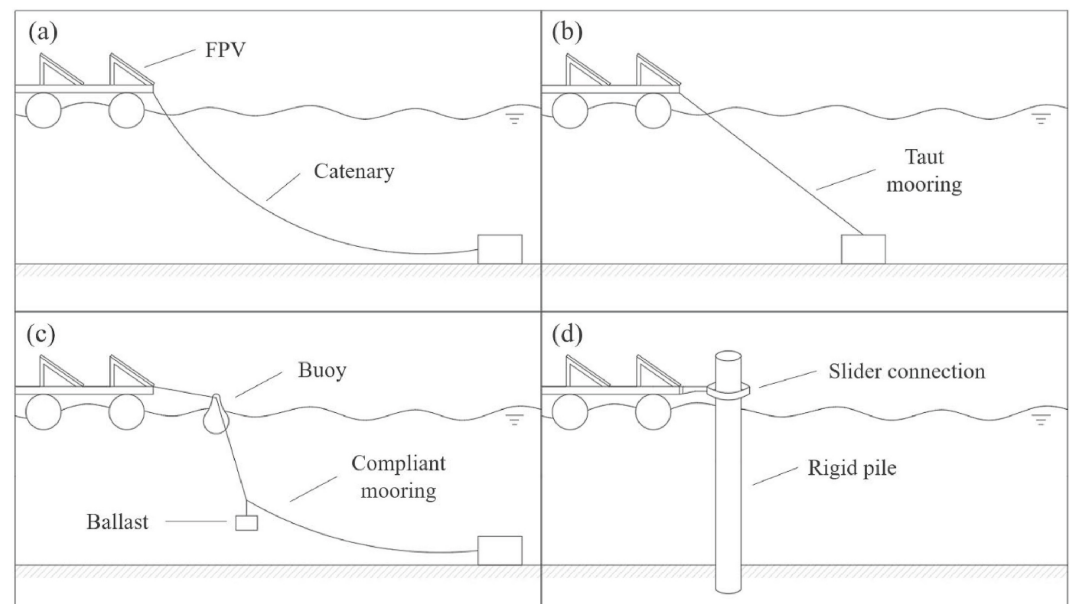 (a)
FPV
Catenary
(b)
Taut
mooring
(c)
Buoy
Compliant
mooring
Ballast
(d)
Slider connection
Rigid pile